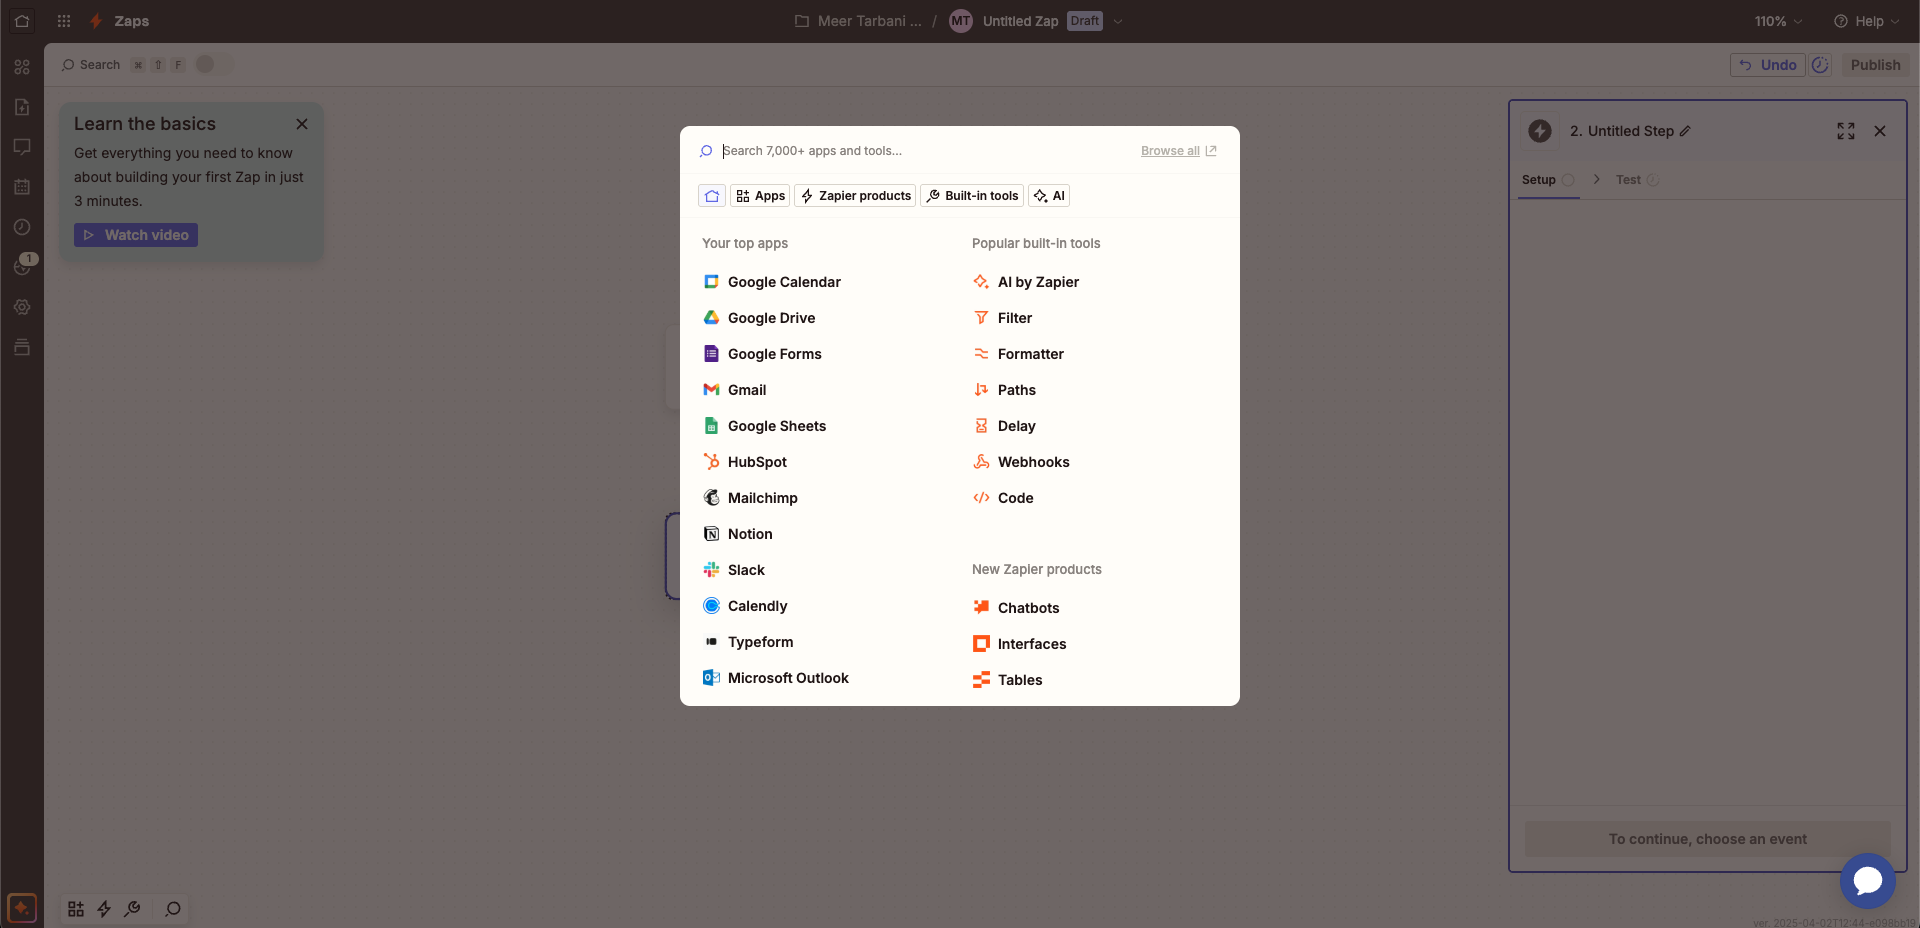 Zaps
Meer Tarbani ... / MT Untitled Zap Draft
110%
Help
Search ⌘ ⇧ F
Undo
Publish
Learn the basics
Get everything you need to know
about building your first Zap in just
3 minutes.
Watch video
1
Search 7,000+ apps and tools...
Browse all
Apps
Zapier products
Built-in tools
AI
Your top apps
Google Calendar
Google Drive
Google Forms
Gmail
Google Sheets
HubSpot
Mailchimp
Notion
Slack
Calendly
Typeform
Microsoft Outlook
Popular built-in tools
AI by Zapier
Filter
Formatter
Paths
Delay
Webhooks
Code
New Zapier products
Chatbots
Interfaces
Tables
2. Untitled Step
Setup
Test
To continue, choose an event
ver. 2025-04-02T12:44-e098bb19